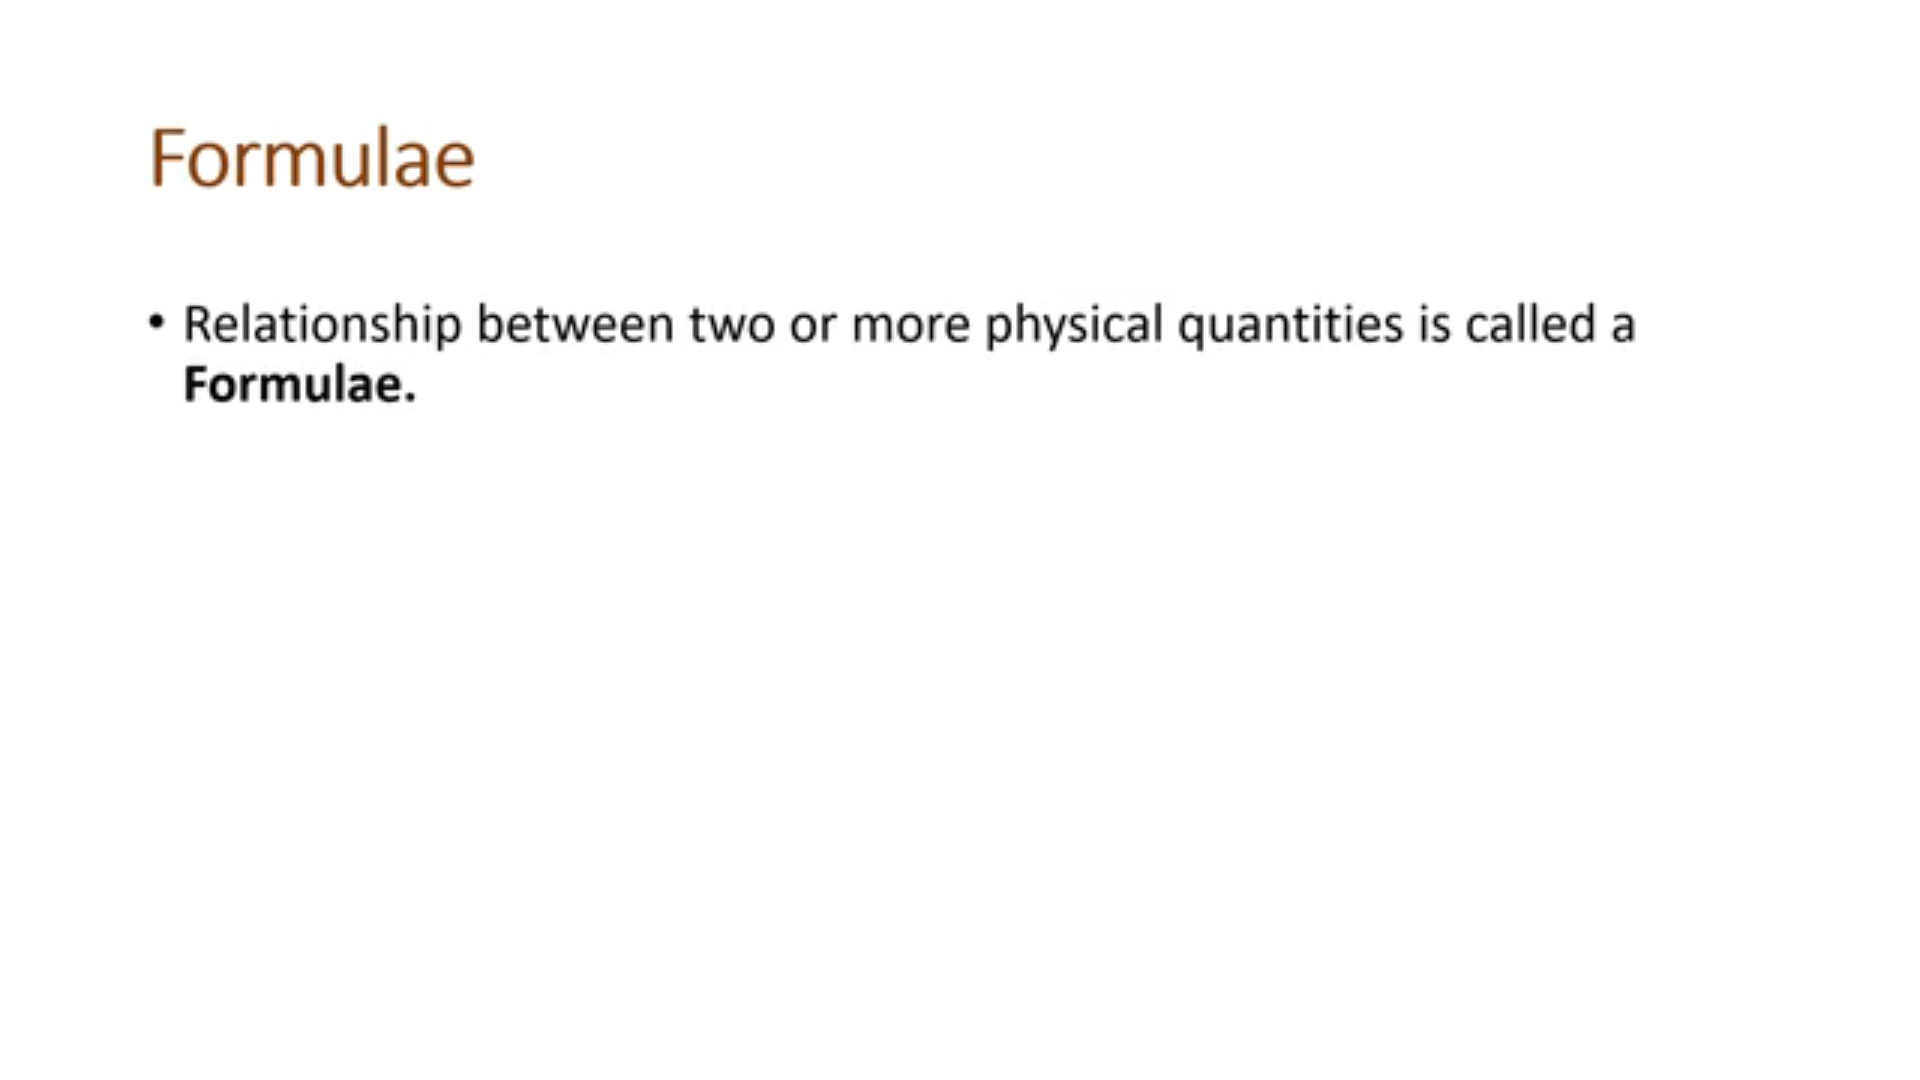 Formulae
• Relationship between two or more physical quantities is called a
Formulae.